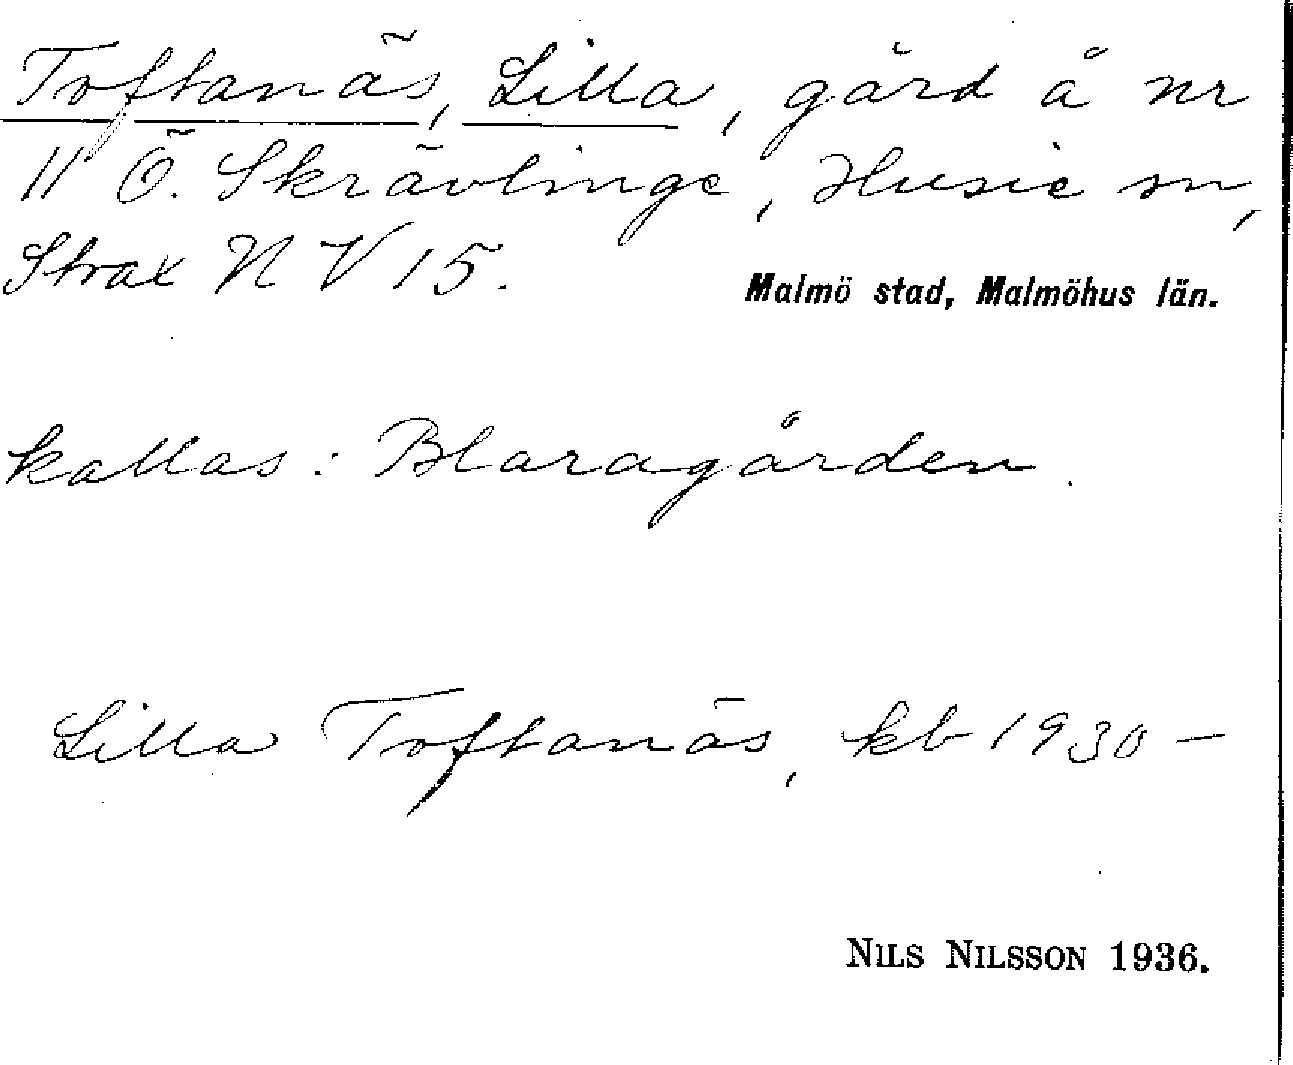 Toftanäs, Lilla, gård å nr
11 Ö. Skrävlinge, Husie sn,
Strax N V 15.
Malmö stad, Malmöhus län.
kallas: Blaragården.
Lilla Toftanäs, kb 1930 –
NILS NILSSON 1936.